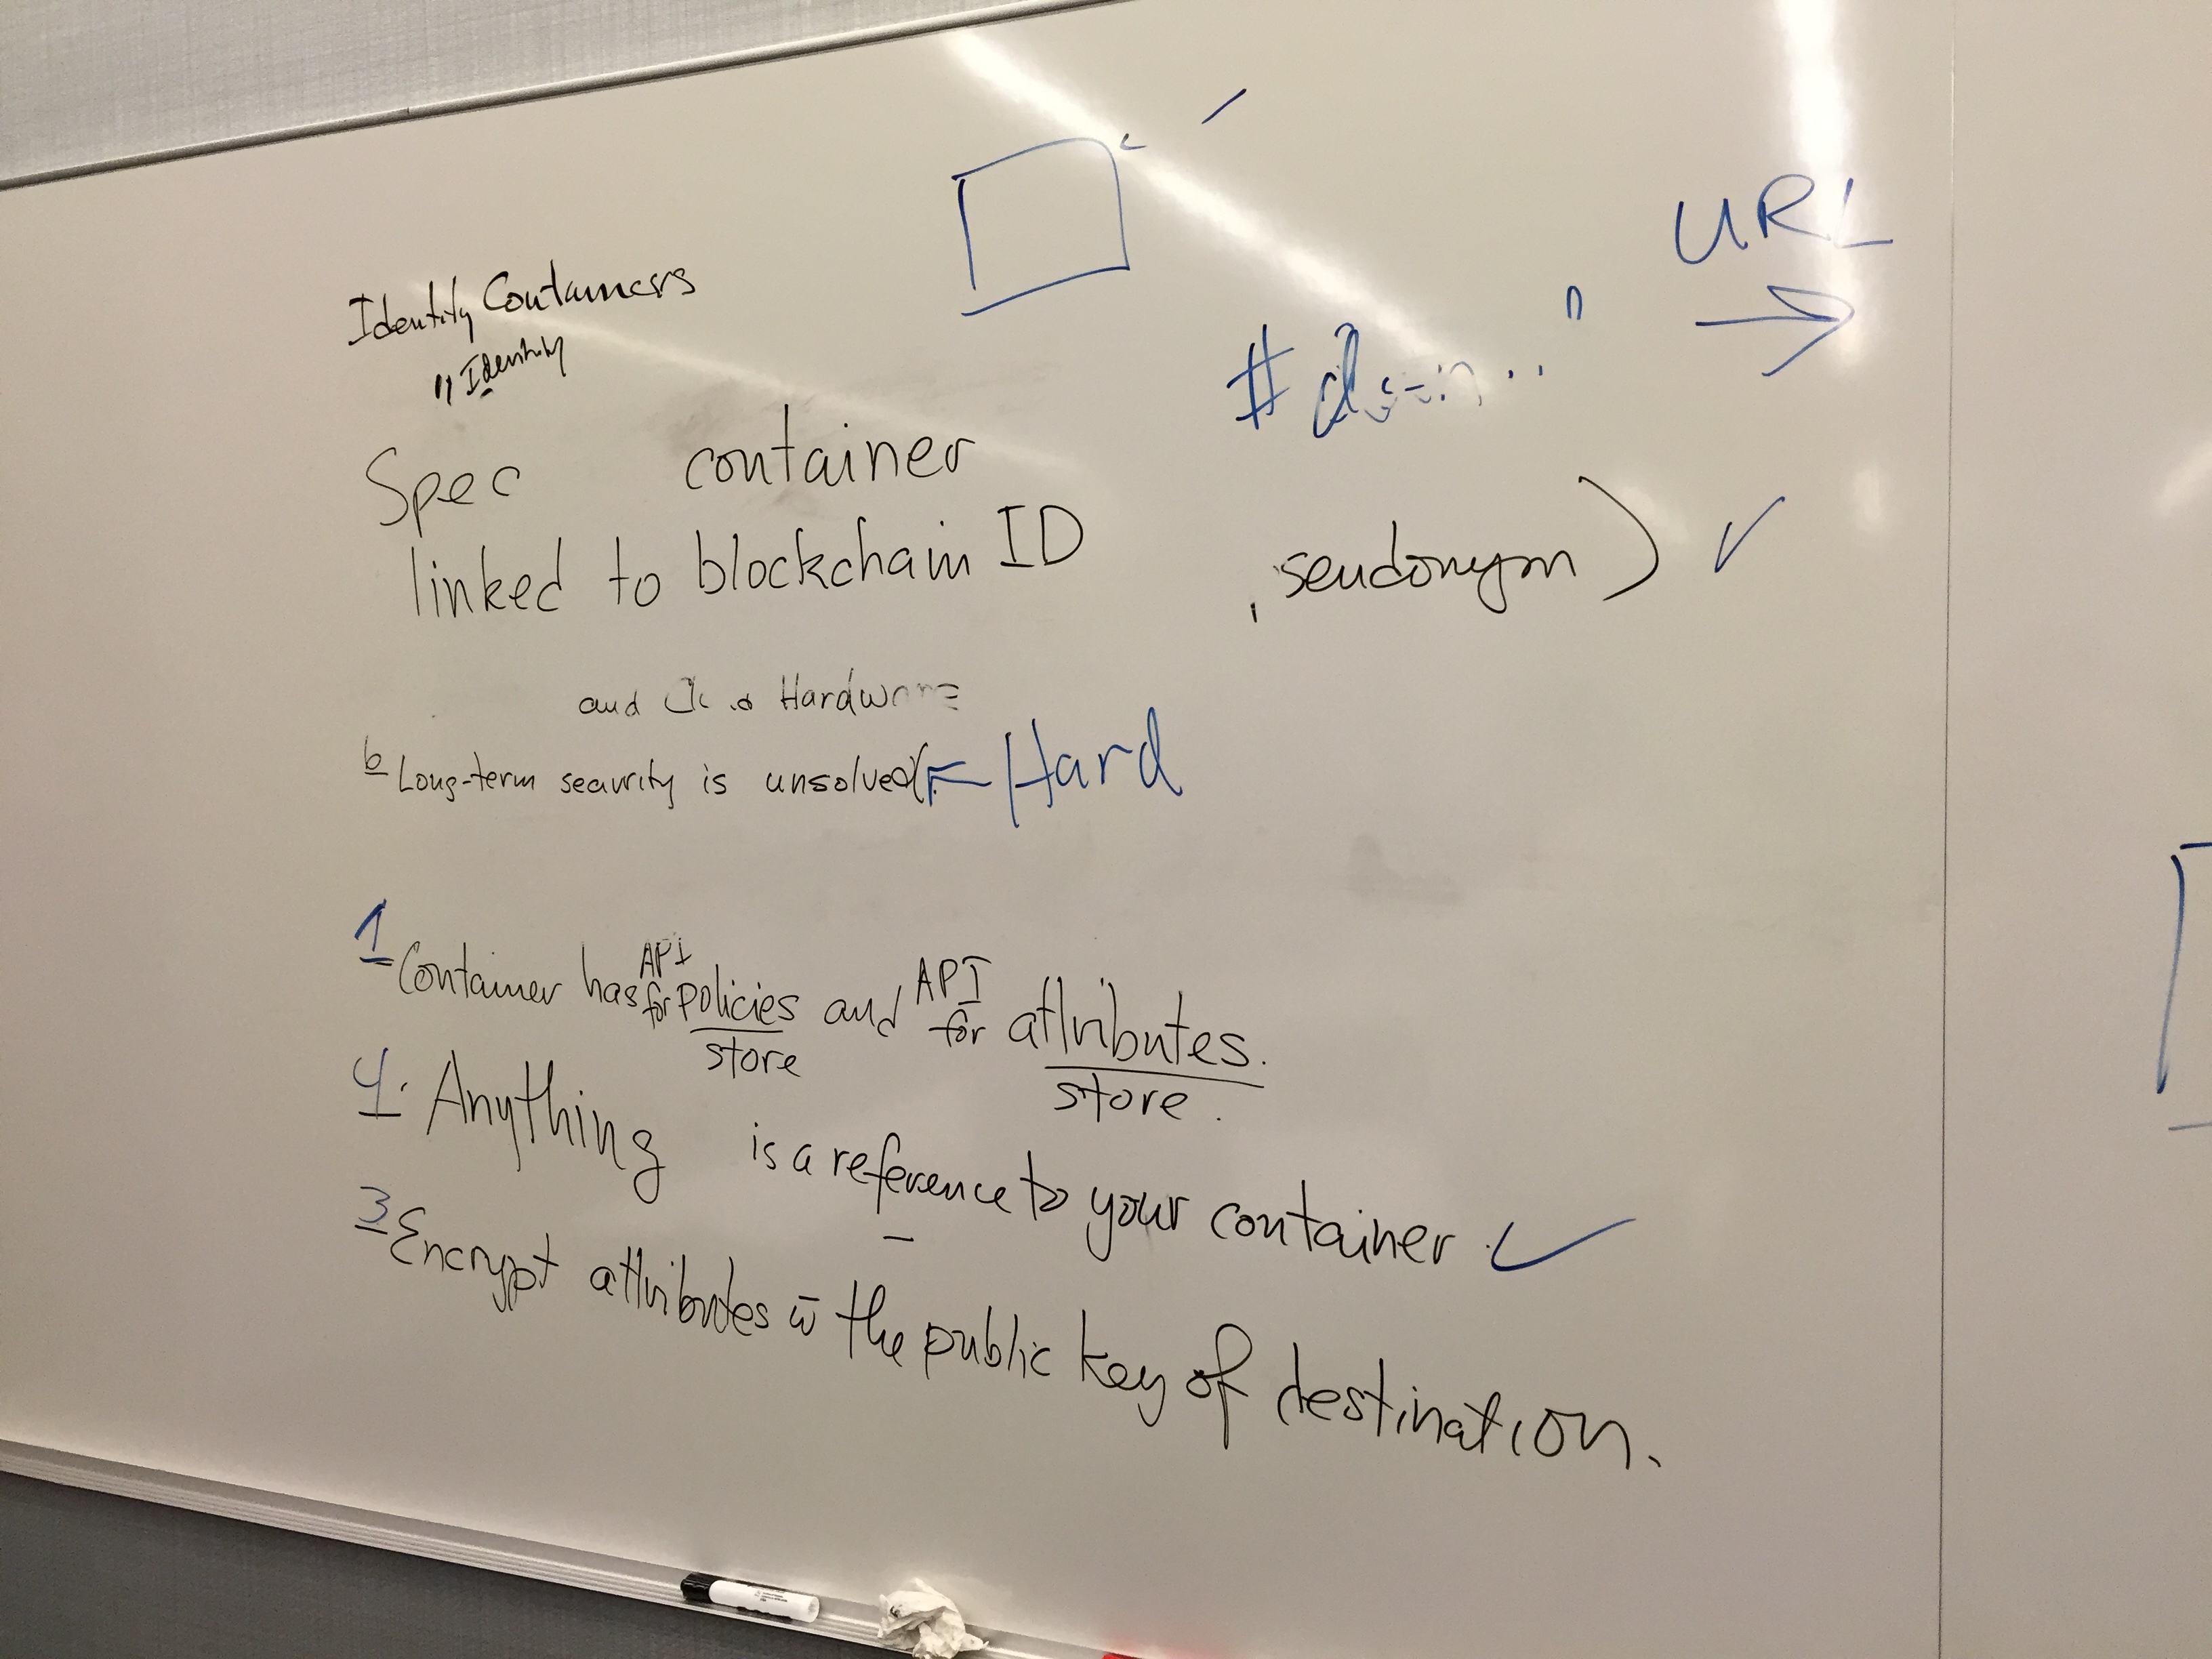 URL
Identity Containers
" Identity
#
Spec container
linked to blockchain ID
seudonym) ✓
and Hardware
6 Long-term security is unsolved ← Hard
1 Container has API for policies and API for attributes.
store store.
4. Anything is a reference to your container. ✓
3 Encrypt attributes w̄ the public key of destination.